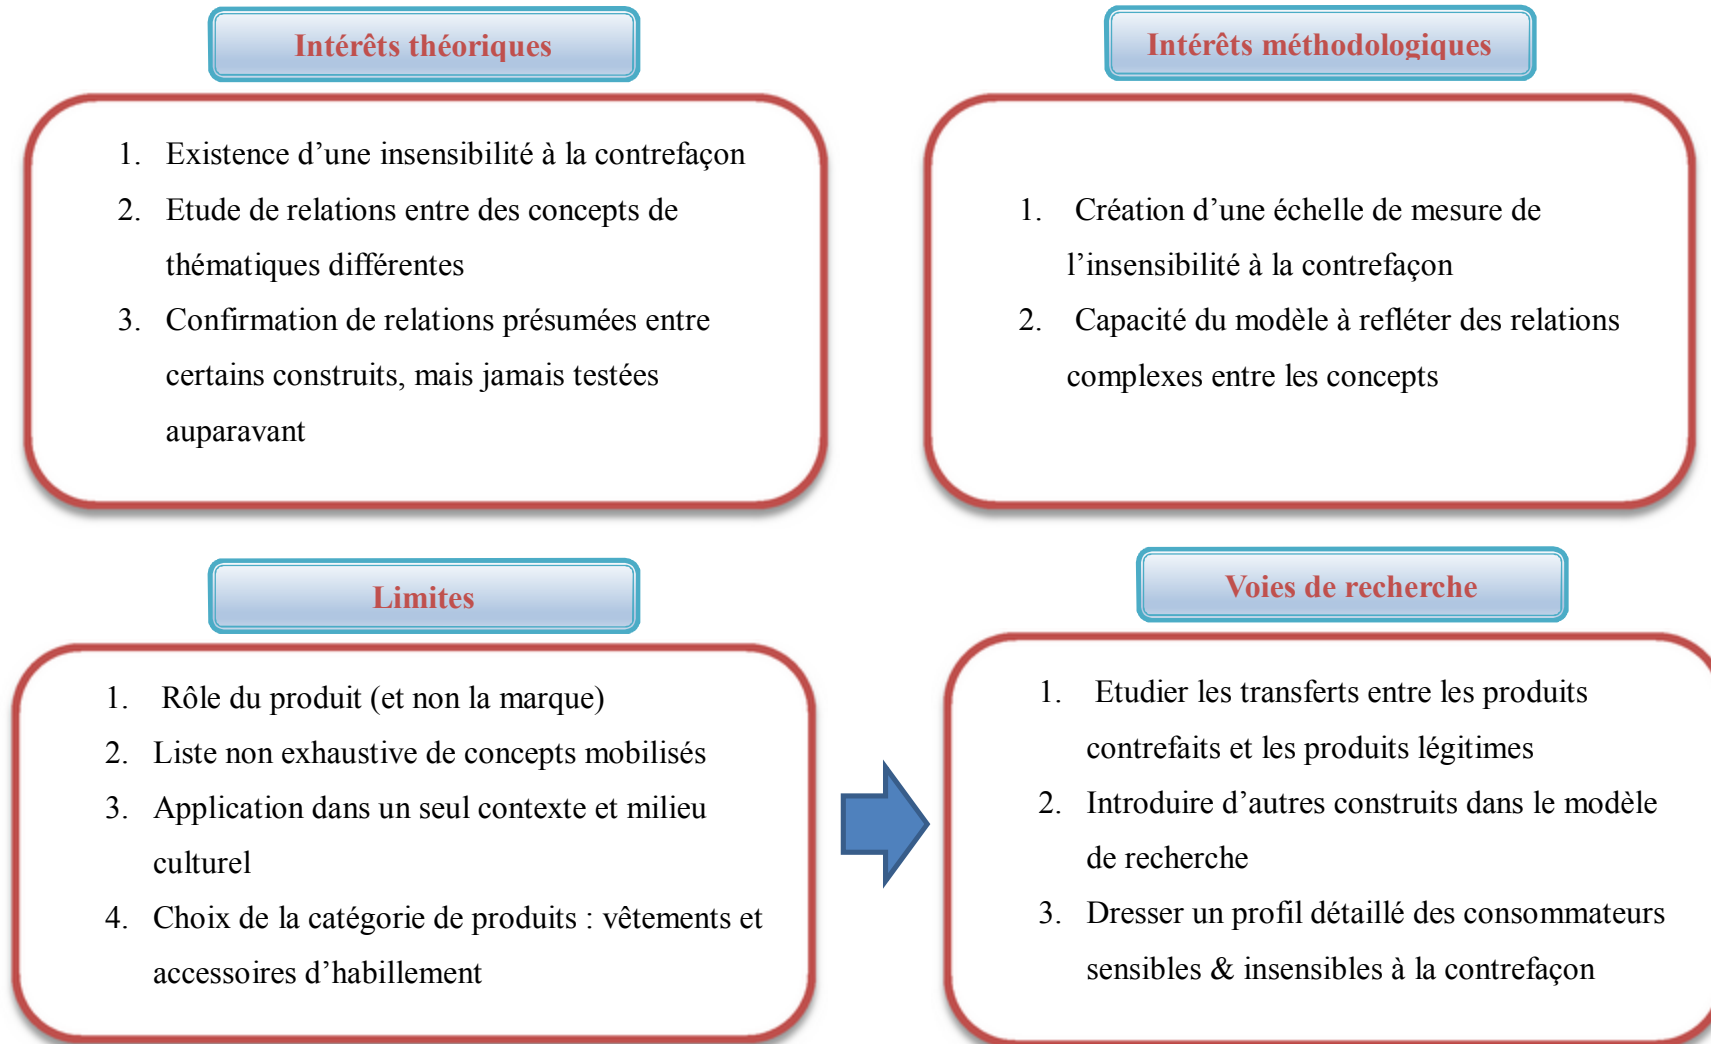 Intérêts théoriques
1. Existence d’une insensibilité à la contrefaçon
2. Etude de relations entre des concepts de
thématiques différentes
3. Confirmation de relations présumées entre
certains construits, mais jamais testées
auparavant
Intérêts méthodologiques
1. Création d’une échelle de mesure de
l’insensibilité à la contrefaçon
2. Capacité du modèle à refléter des relations
complexes entre les concepts
Limites
1. Rôle du produit (et non la marque)
2. Liste non exhaustive de concepts mobilisés
3. Application dans un seul contexte et milieu
culturel
4. Choix de la catégorie de produits : vêtements et
accessoires d’habillement
Voies de recherche
1. Etudier les transferts entre les produits
contrefaits et les produits légitimes
2. Introduire d’autres construits dans le modèle
de recherche
3. Dresser un profil détaillé des consommateurs
sensibles & insensibles à la contrefaçon